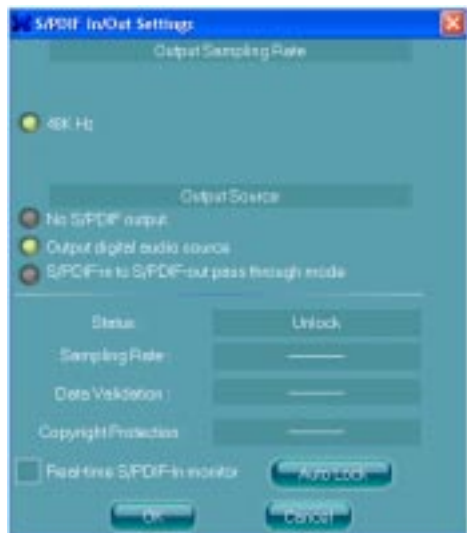 S/PDIF In/Out Settings
Output Sampling Rate
48K Hz
Output Source
No S/PDIF output
Output digital audio source
S/PDIF-in to S/PDIF-out pass through mode
Status Unlock
Sampling Rate :
Data Validation :
Copyright Protection
Real-time S/PDIF-In monitor Auto Lock
OK Cancel